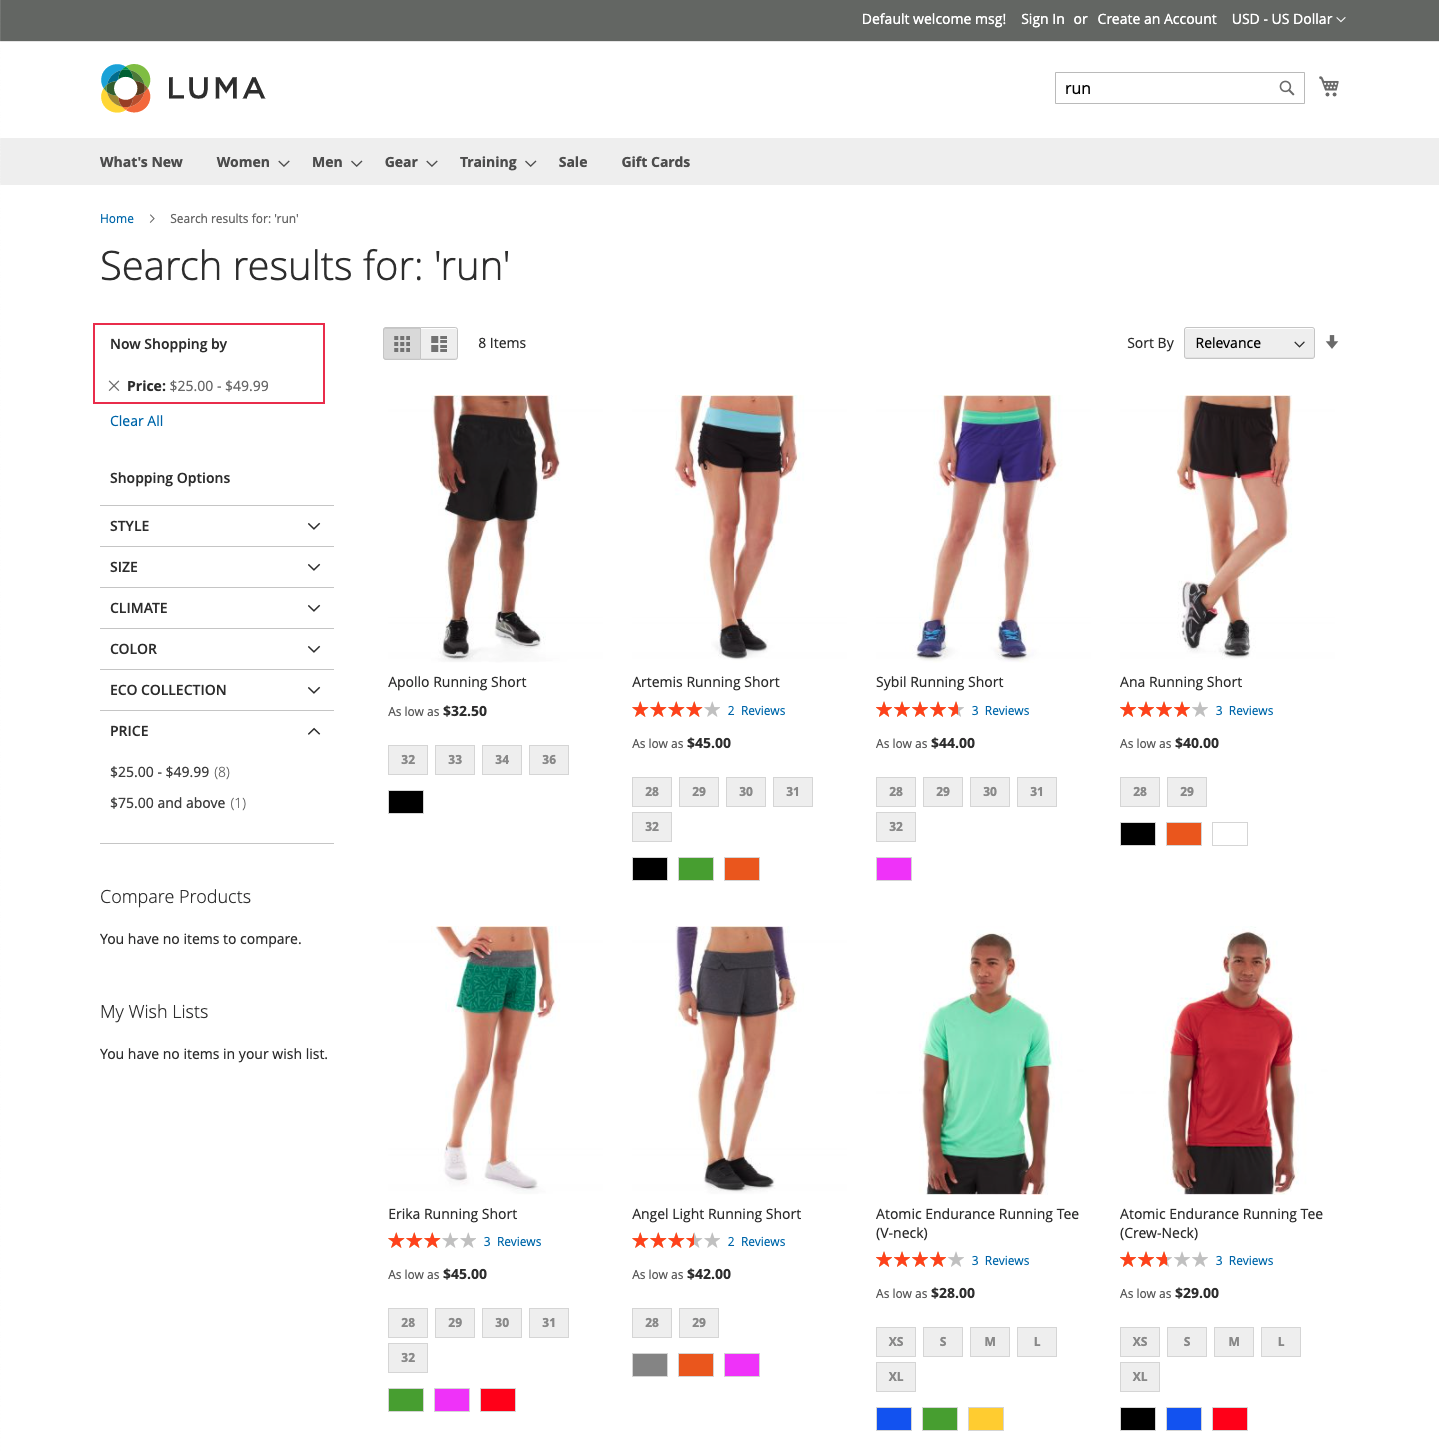 Default welcome msg! Sign In or Create an Account USD - US Dollar
LUMA
run
What's New Women Men Gear Training Sale Gift Cards
Home Search results for: 'run'
Search results for: 'run'
Now Shopping by
Price: $25.00 - $49.99
Clear All
Shopping Options
STYLE
SIZE
CLIMATE
COLOR
ECO COLLECTION
PRICE
$25.00 - $49.99 (8)
$75.00 and above (1)
Compare Products
You have no items to compare.
My Wish Lists
You have no items in your wish list.
8 Items
Sort By Relevance
Apollo Running Short
As low as $32.50
32 33 34 36
Artemis Running Short
2 Reviews
As low as $45.00
28 29 30 31
32
Sybil Running Short
3 Reviews
As low as $44.00
28 29 30 31
32
Ana Running Short
3 Reviews
As low as $40.00
28 29
Erika Running Short
3 Reviews
As low as $45.00
28 29 30 31
32
Angel Light Running Short
2 Reviews
As low as $42.00
28 29
Atomic Endurance Running Tee
(V-neck)
3 Reviews
As low as $28.00
XS S M L
XL
Atomic Endurance Running Tee
(Crew-Neck)
3 Reviews
As low as $29.00
XS S M L
XL